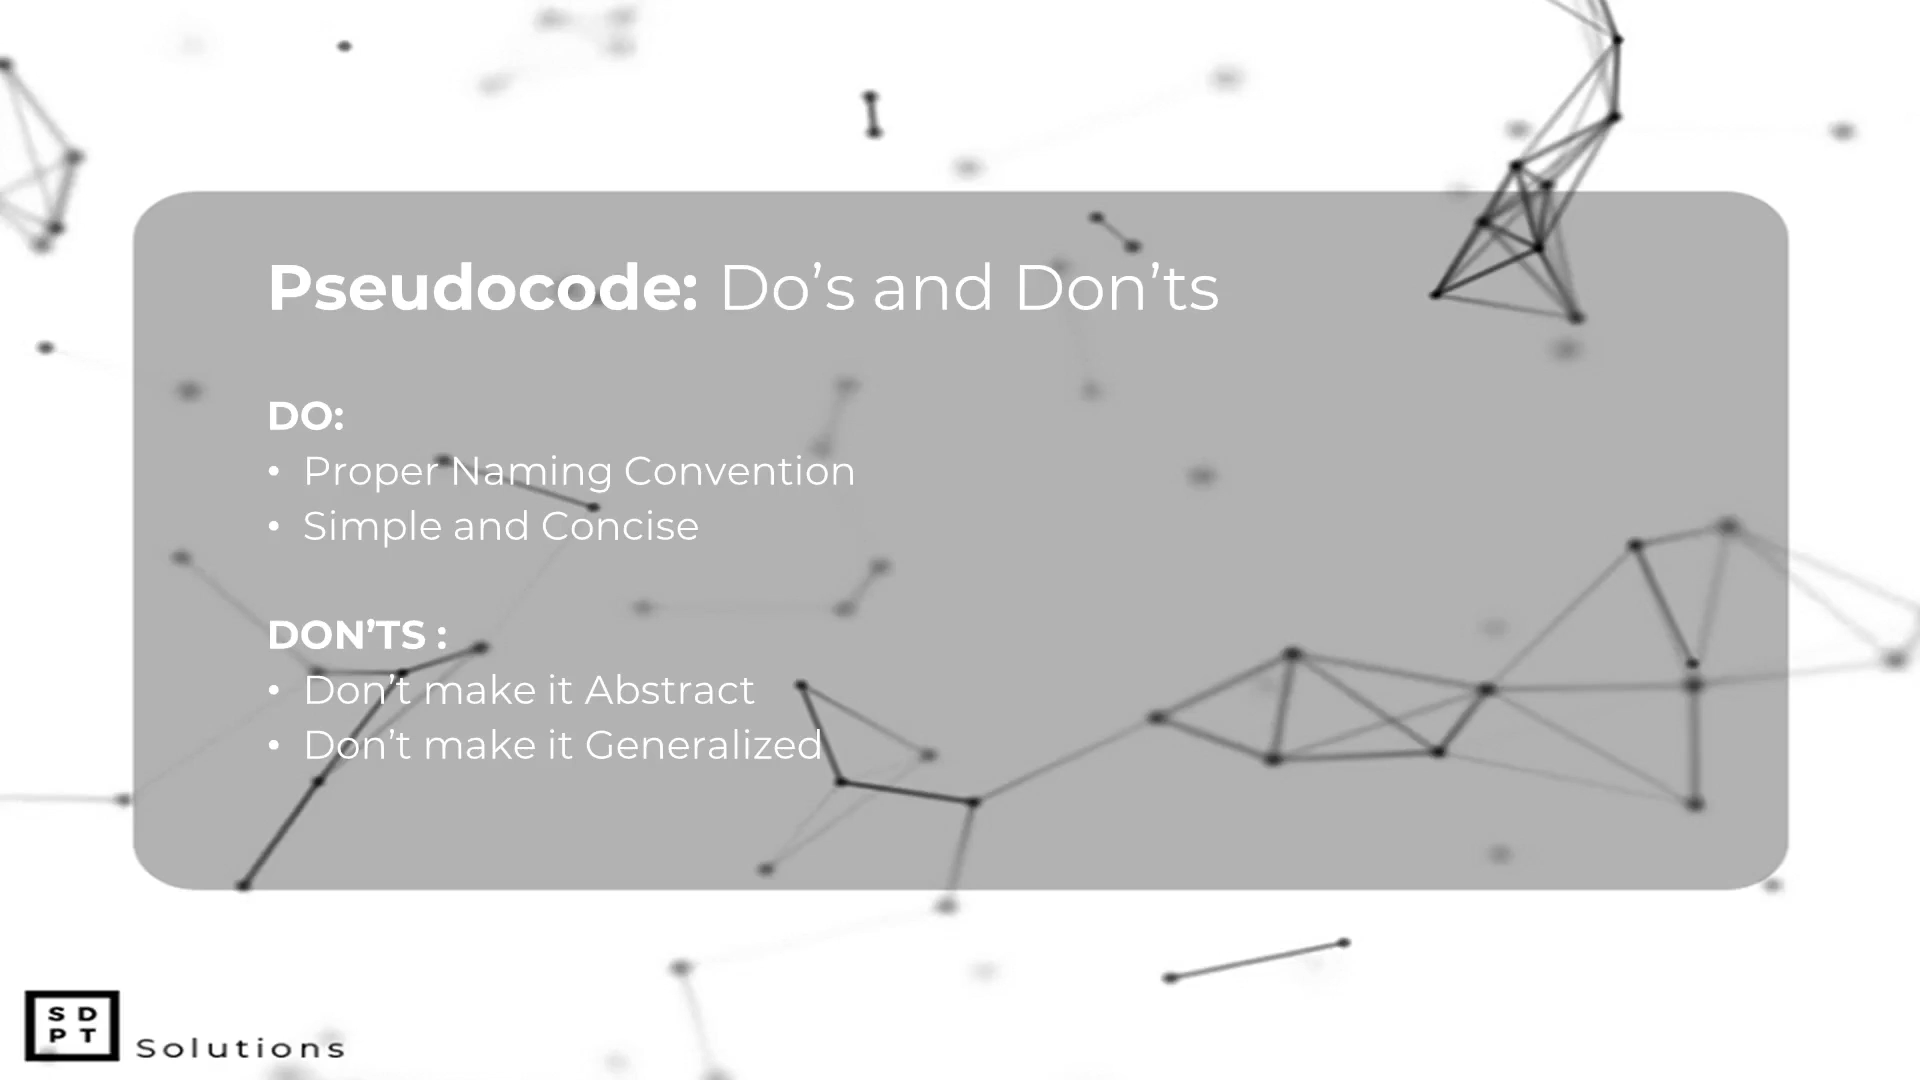 Pseudocode: Do’s and Don’ts
DO:
• Proper Naming Convention
• Simple and Concise
DON’TS :
• Don’t make it Abstract
• Don’t make it Generalized
S D
P T
Solutions